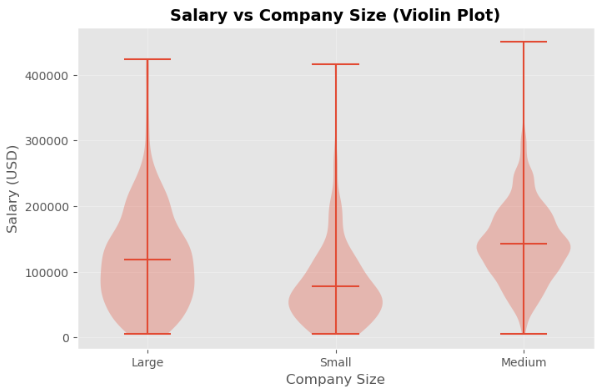 Salary vs Company Size (Violin Plot)
400000
300000
200000
100000
0
Salary (USD)
Large
Small
Medium
Company Size